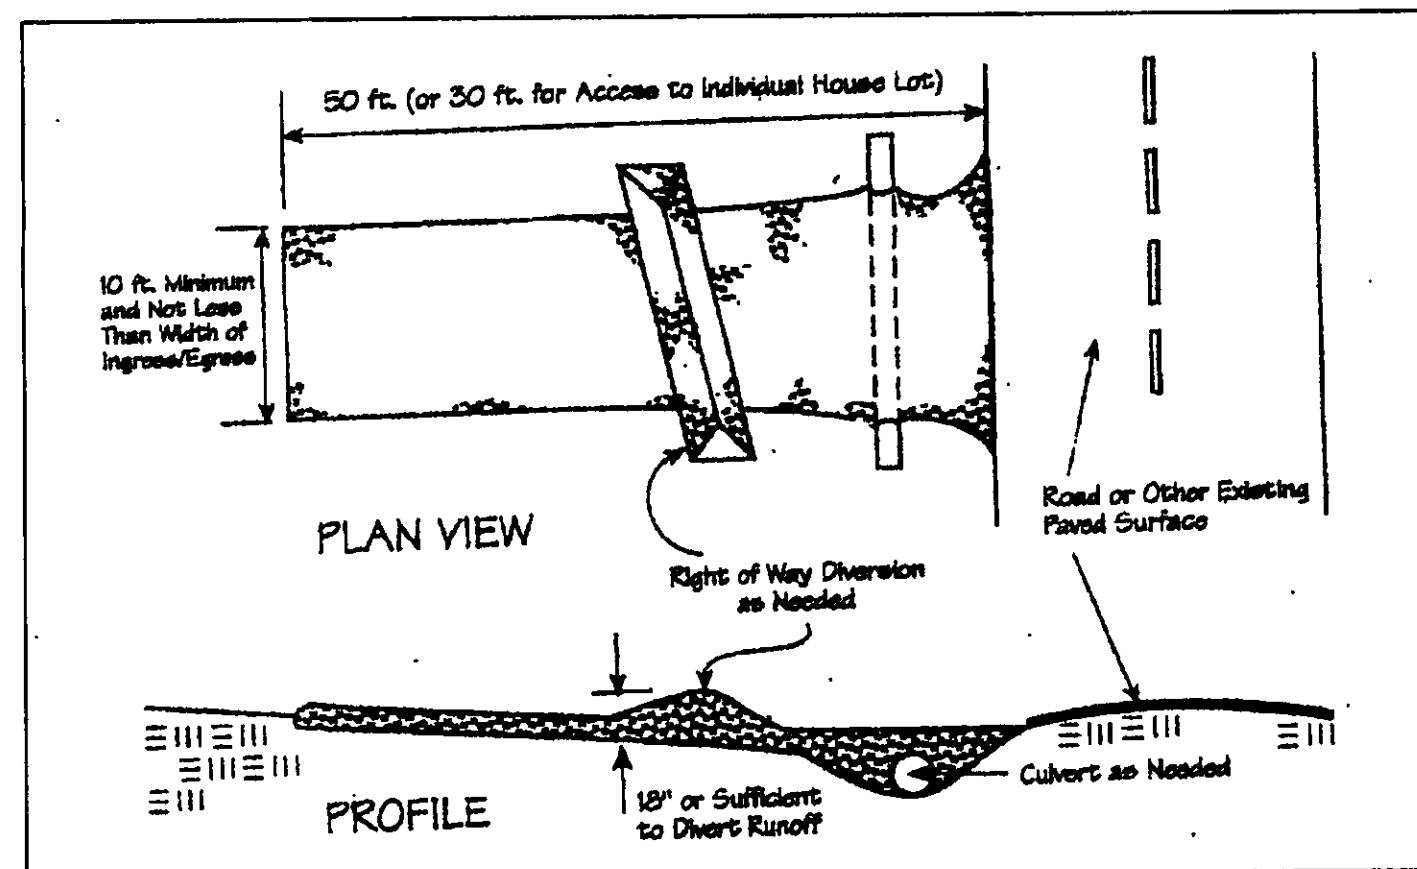 50 ft. (or 30 ft. for Access to Individual House Lot)
10 ft. Minimum
and Not Less
Than Width of
Ingress/Egress
PLAN VIEW
Road or Other Existing
Paved Surface
Right of Way Diversion
as Needed
Culvert as Needed
18" or Sufficient
to Divert Runoff
PROFILE